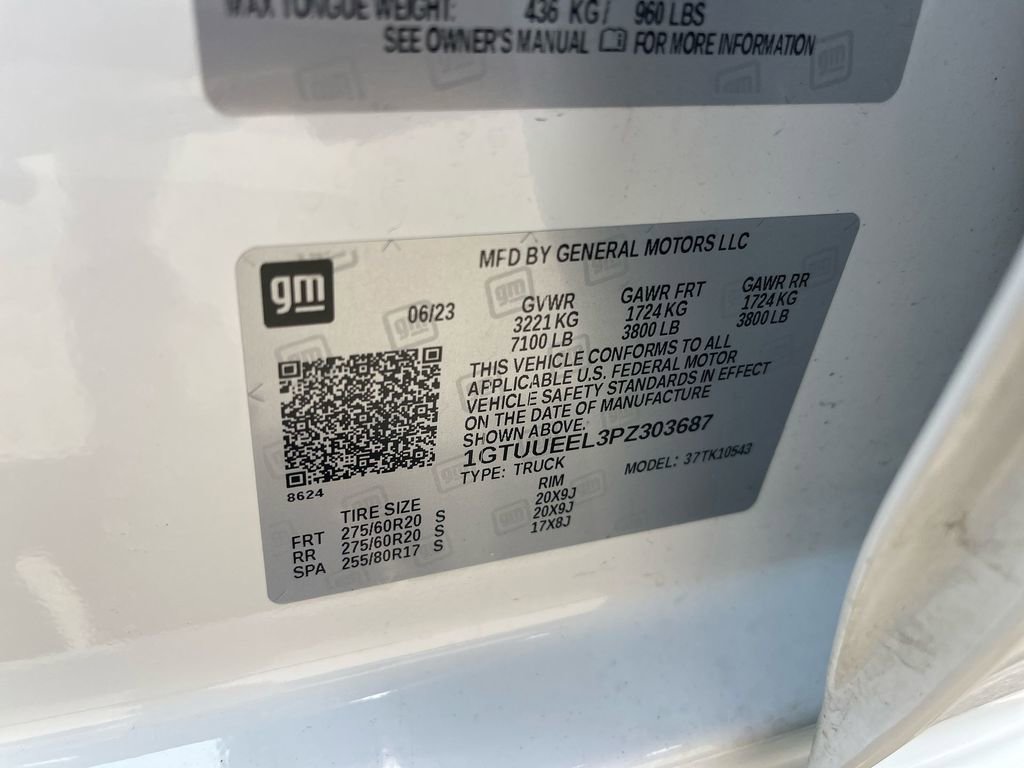 MAX TONGUE WEIGHT: 436 KG/ 960 LBS
SEE OWNER'S MANUAL FOR MORE INFORMATION
gm
MFD BY GENERAL MOTORS LLC
06/23
GVWR GAWR FRT GAWR RR
3221 KG 1724 KG 1724 KG
7100 LB 3800 LB 3800 LB
THIS VEHICLE CONFORMS TO ALL
APPLICABLE U.S. FEDERAL MOTOR
VEHICLE SAFETY STANDARDS IN EFFECT
ON THE DATE OF MANUFACTURE
SHOWN ABOVE.
1GTUUEEL3PZ303687
TYPE: TRUCK MODEL: 37TK10543
8624
TIRE SIZE RIM
FRT 275/60R20 S 20X9J
RR 275/60R20 S 20X9J
SPA 255/80R17 S 17X8J